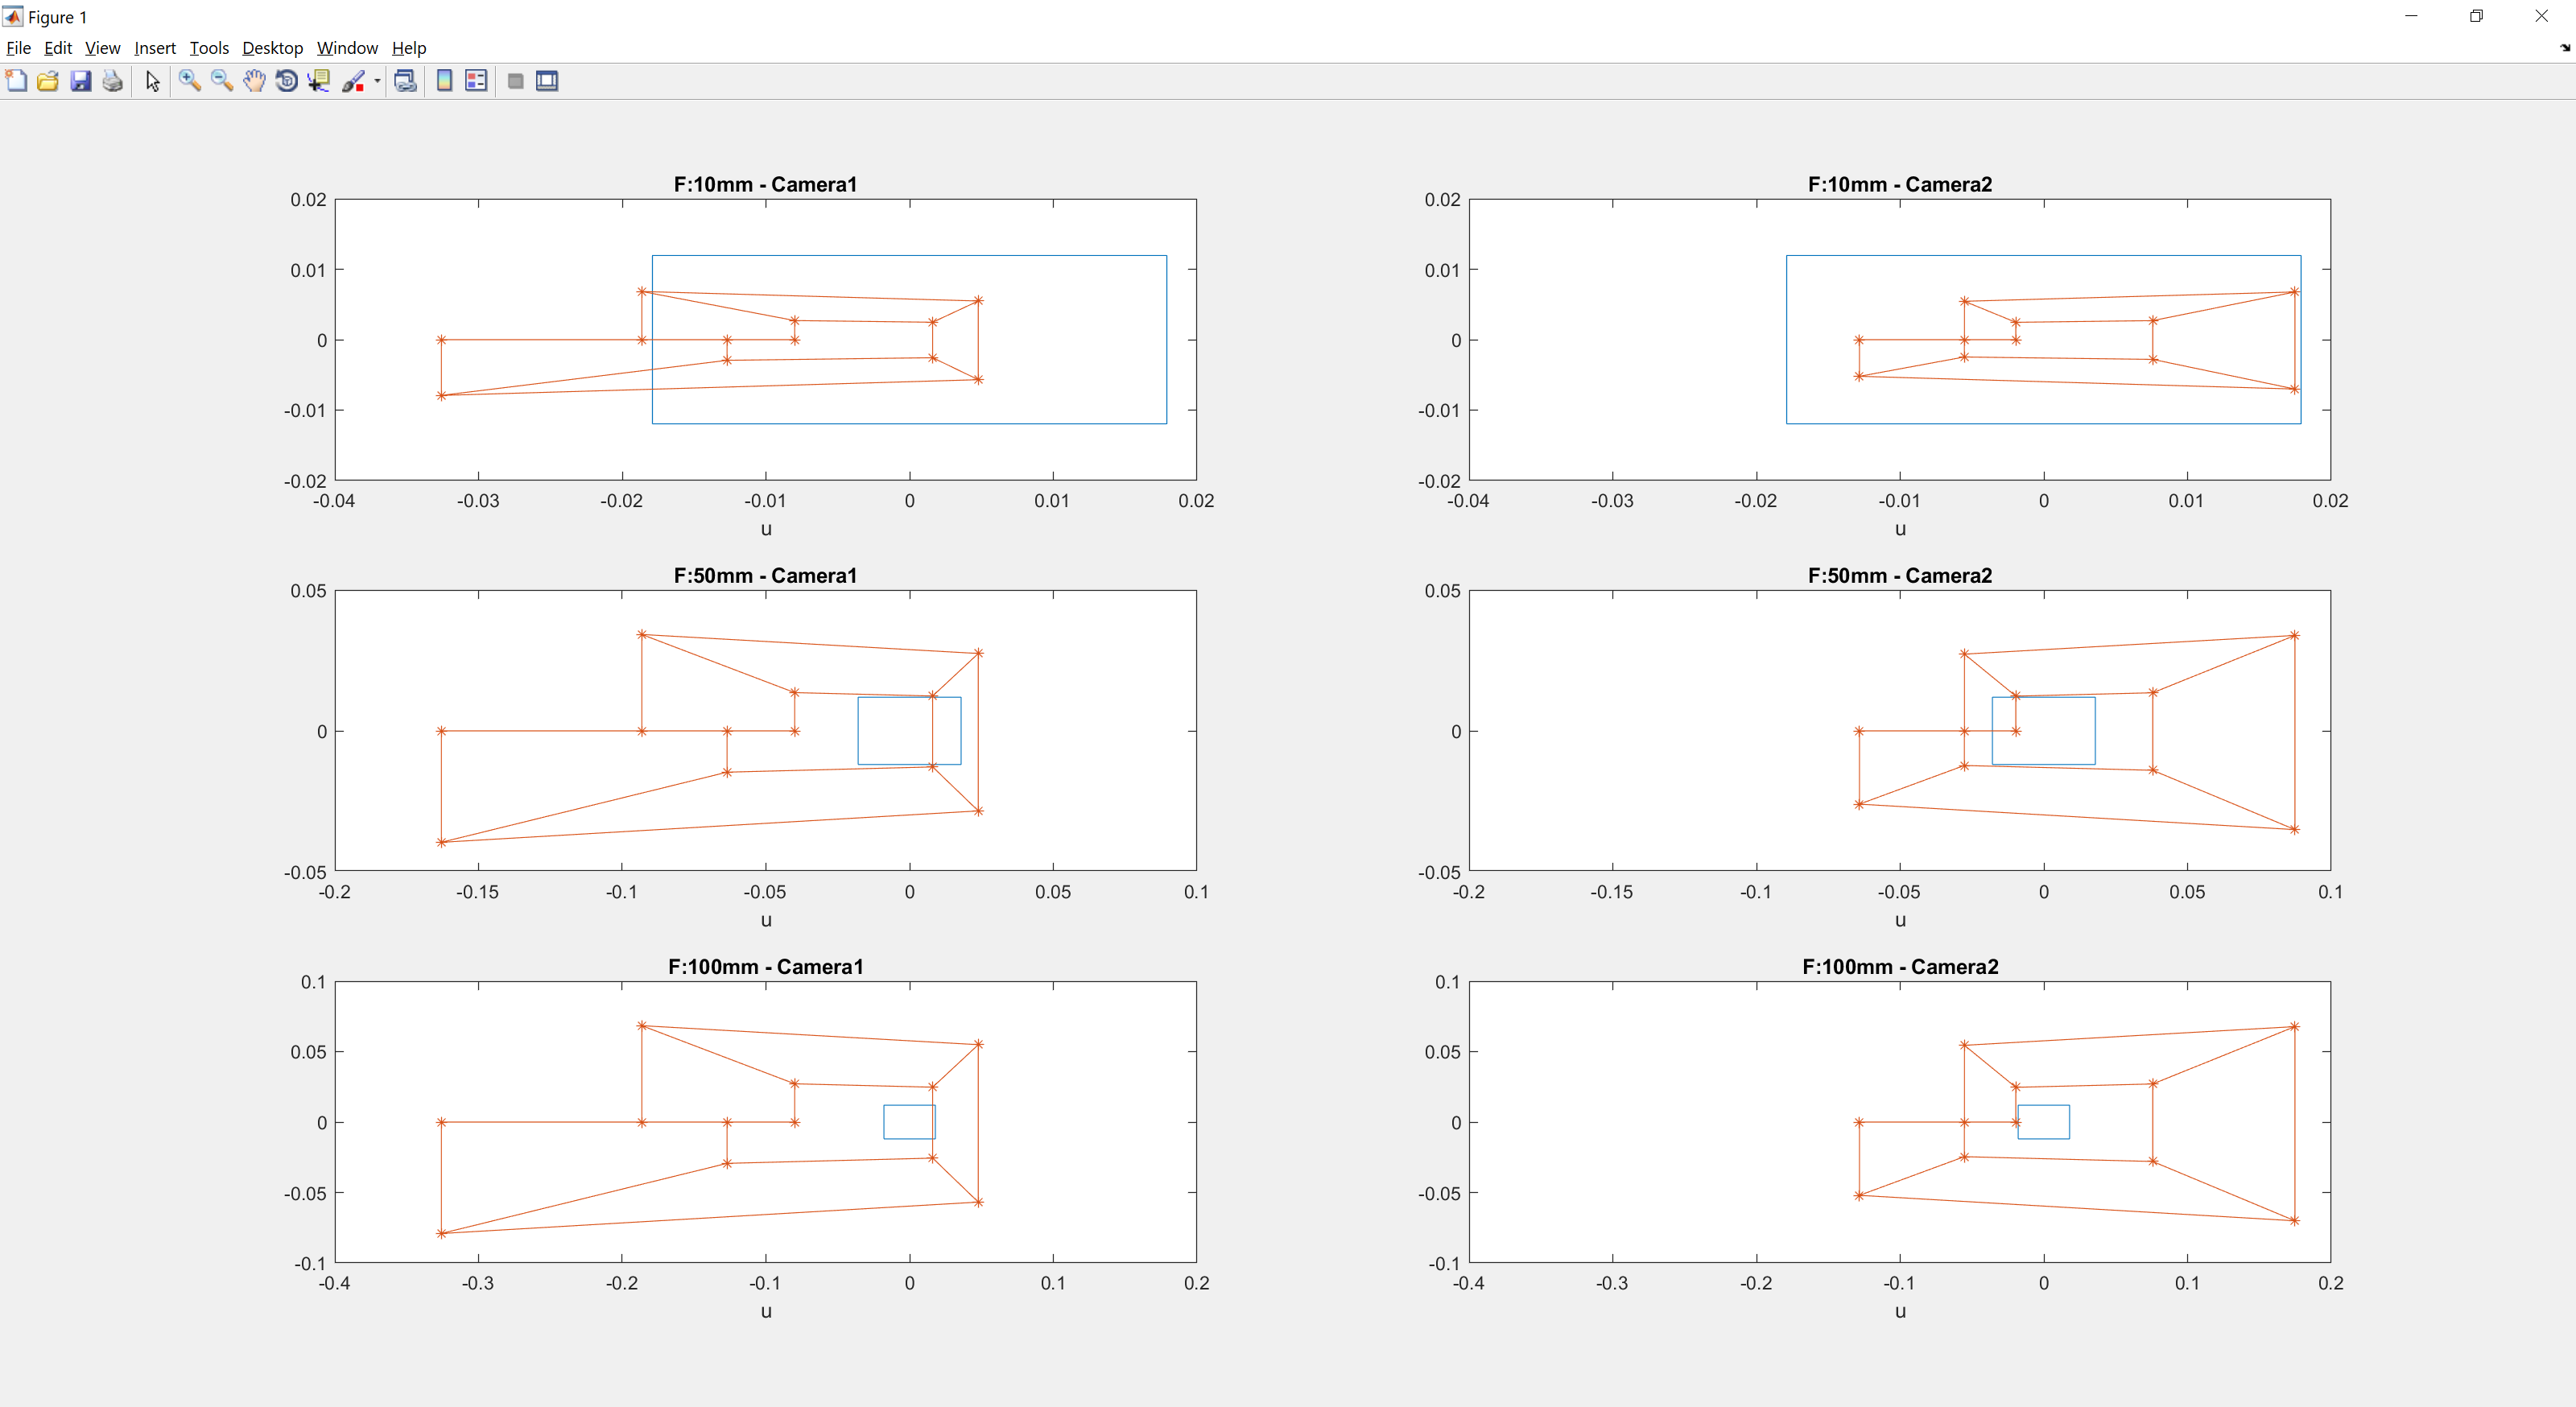 Figure 1
File Edit View Insert Tools Desktop Window Help
F:10mm - Camera1
0.02
0.01
0
-0.01
-0.02
-0.04 -0.03 -0.02 -0.01 0 0.01 0.02
u
F:10mm - Camera2
0.02
0.01
0
-0.01
-0.02
-0.04 -0.03 -0.02 -0.01 0 0.01 0.02
u
F:50mm - Camera1
0.05
0
-0.05
-0.2 -0.15 -0.1 -0.05 0 0.05 0.1
u
F:50mm - Camera2
0.05
0
-0.05
-0.2 -0.15 -0.1 -0.05 0 0.05 0.1
u
F:100mm - Camera1
0.1
0.05
0
-0.05
-0.1
-0.4 -0.3 -0.2 -0.1 0 0.1 0.2
u
F:100mm - Camera2
0.1
0.05
0
-0.05
-0.1
-0.4 -0.3 -0.2 -0.1 0 0.1 0.2
u